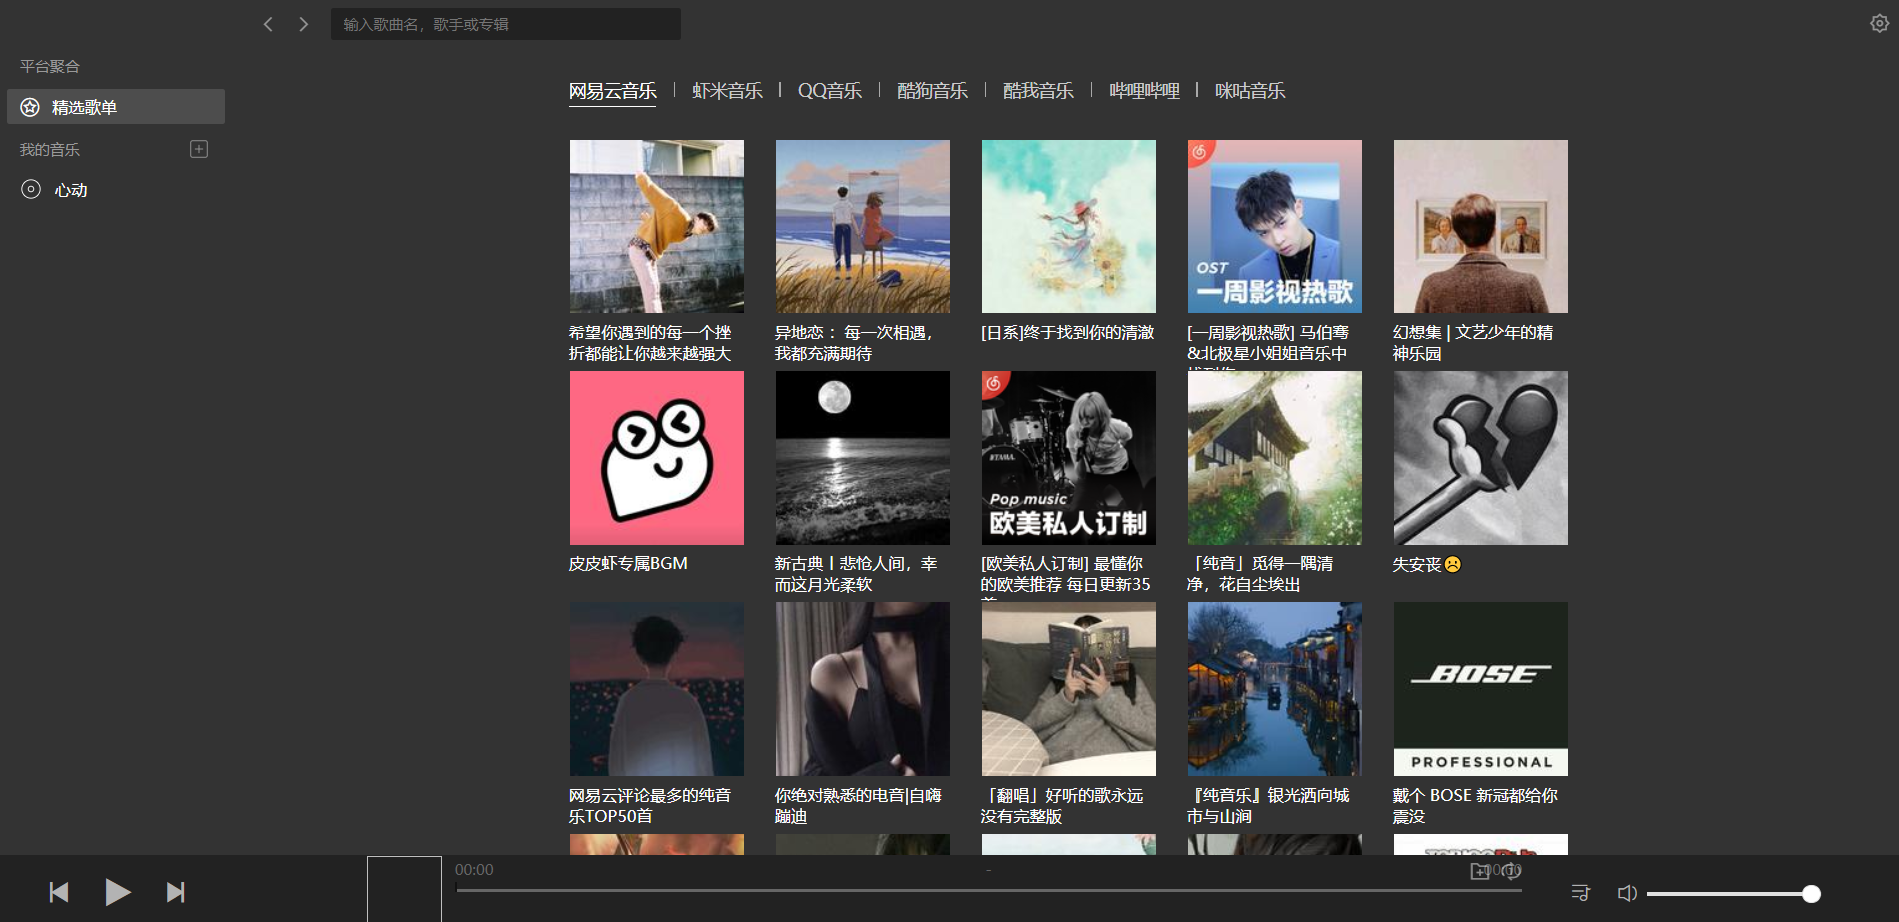 输入歌曲名，歌手或专辑
平台聚合
精选歌单
我的音乐
心动
网易云音乐
虾米音乐
QQ音乐
酷狗音乐
酷我音乐
哔哩哔哩
咪咕音乐
OST
一周影视热歌
希望你遇到的每一个挫
折都能让你越来越强大
异地恋 ：每一次相遇，
我都充满期待
[日系]终于找到你的清澈
[一周影视热歌] 马伯骞
&北极星小姐姐音乐中
幻想集 | 文艺少年的精
神乐园
TAMA
Pop music
欧美私人订制
皮皮虾专属BGM
新古典丨悲怆人间，幸
而这月光柔软
[欧美私人订制] 最懂你
的欧美推荐 每日更新35
「纯音」觅得一隅清
净，花自尘埃出
失安丧☹️
BOSE
PROFESSIONAL
网易云评论最多的纯音
乐TOP50首
你绝对熟悉的电音|自嗨
蹦迪
「翻唱」好听的歌永远
没有完整版
『纯音乐』银光洒向城
市与山涧
戴个 BOSE 新冠都给你
震没
00:00
-
00:00